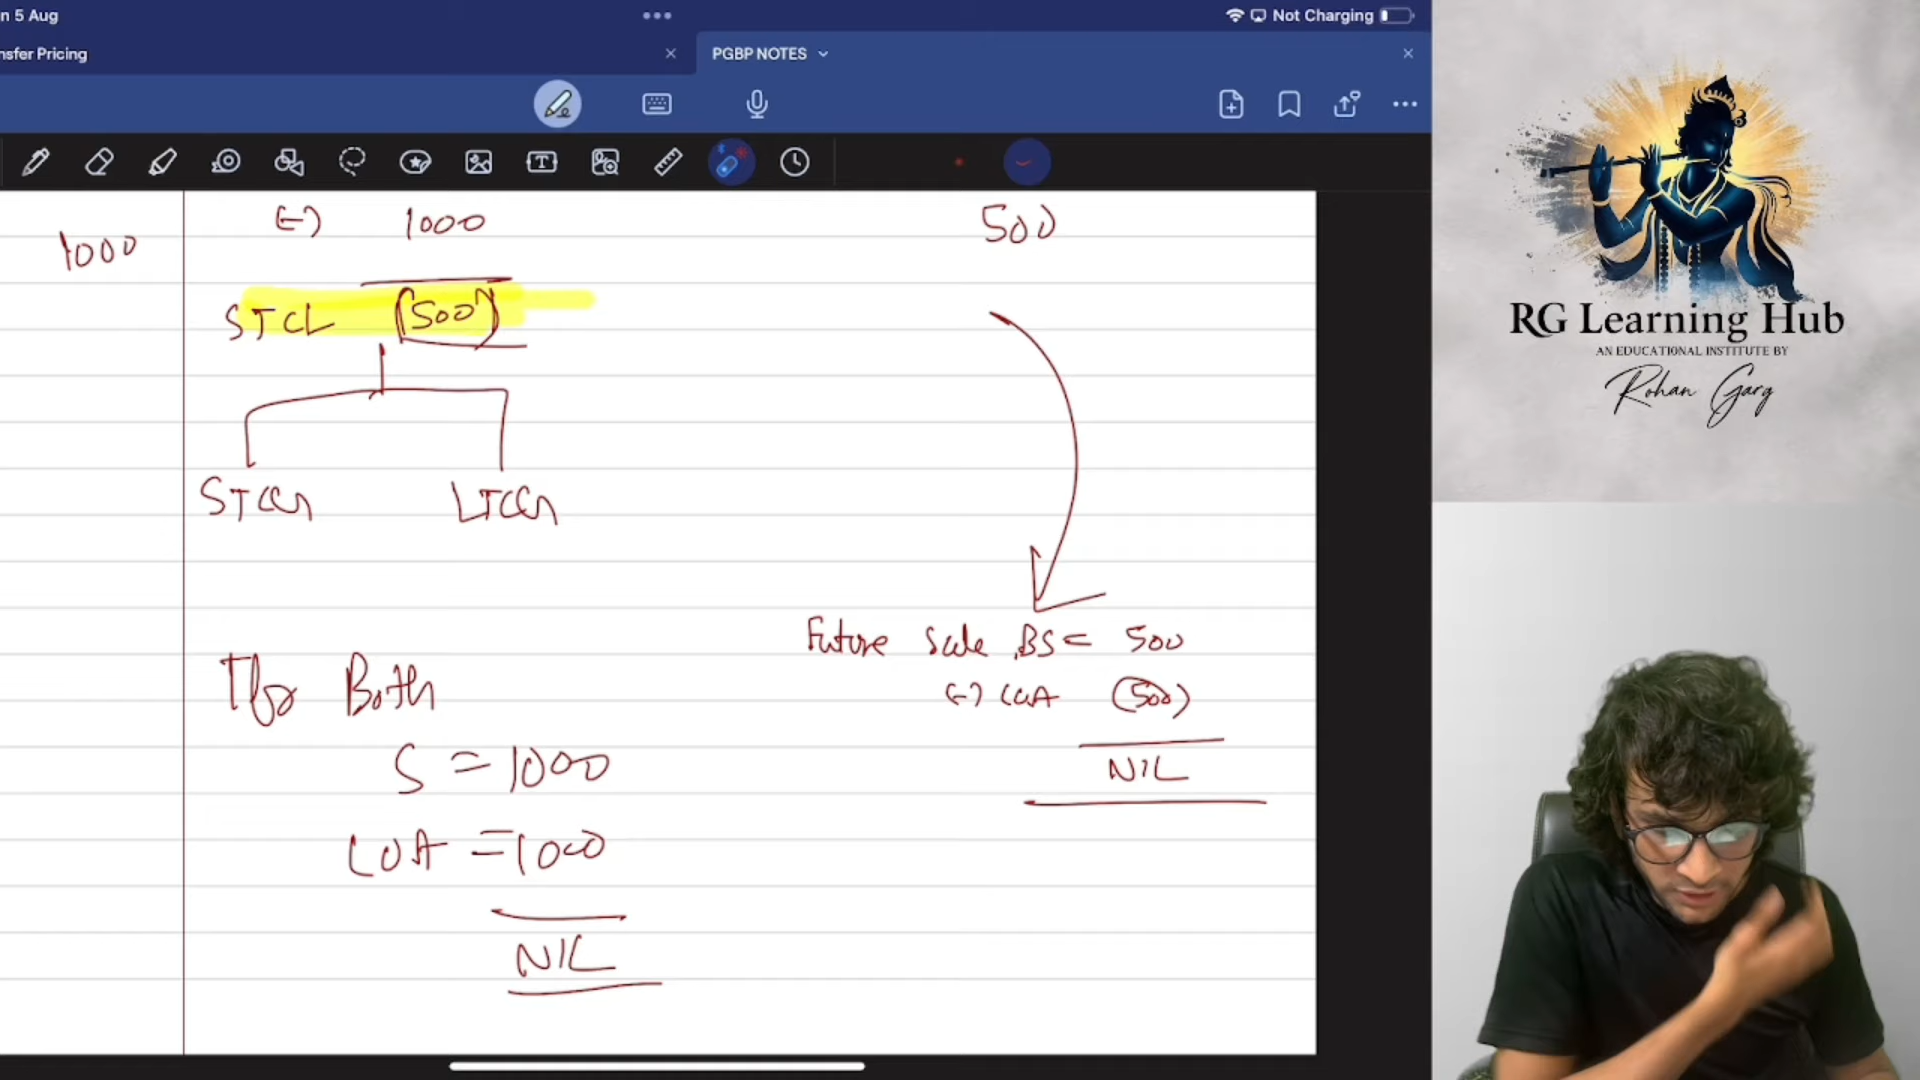 n 5 Aug
Not Charging
nsfer Pricing
PGBP NOTES
(-) 1000
500
1000
STCL (500)
STCG LTCG
Future Sale BS = 500
(-) COA (500)
NIL
Tfr Both
S = 1000
COA = 1000
NIL
RG Learning Hub
AN EDUCATIONAL INSTITUTE BY
Rohan Garg